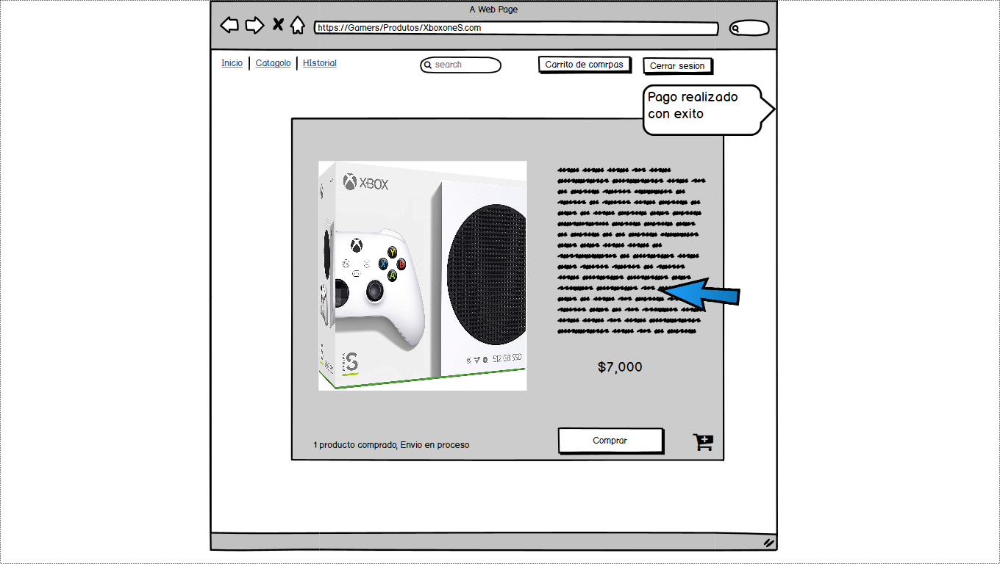 A Web Page
https://Gamers/Produtos/XboxoneS.com
Inicio Catagolo HIstorial
search
Carrito de comrpas
Cerrar sesion
Pago realizado
con exito
XBOX
Y
X B
A
SERIES S
512 GB SSD
$7,000
1 producto comprado, Envio en proceso
Comprar